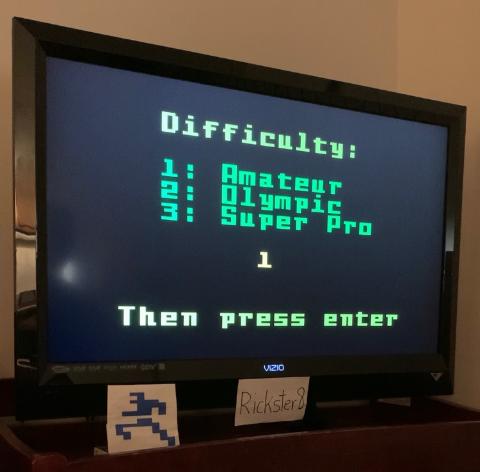 Difficulty:
1: Amateur
2: Olympic
3: Super Pro
1
Then press enter
VIZIO
Rickster8